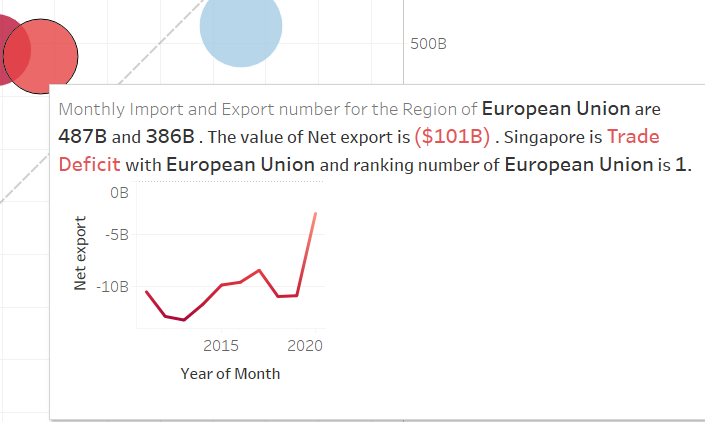 500B
Monthly Import and Export number for the Region of European Union are
487B and 386B . The value of Net export is ($101B) . Singapore is Trade
Deficit with European Union and ranking number of European Union is 1.
0B
-5B
-10B
Net export
2015 2020
Year of Month